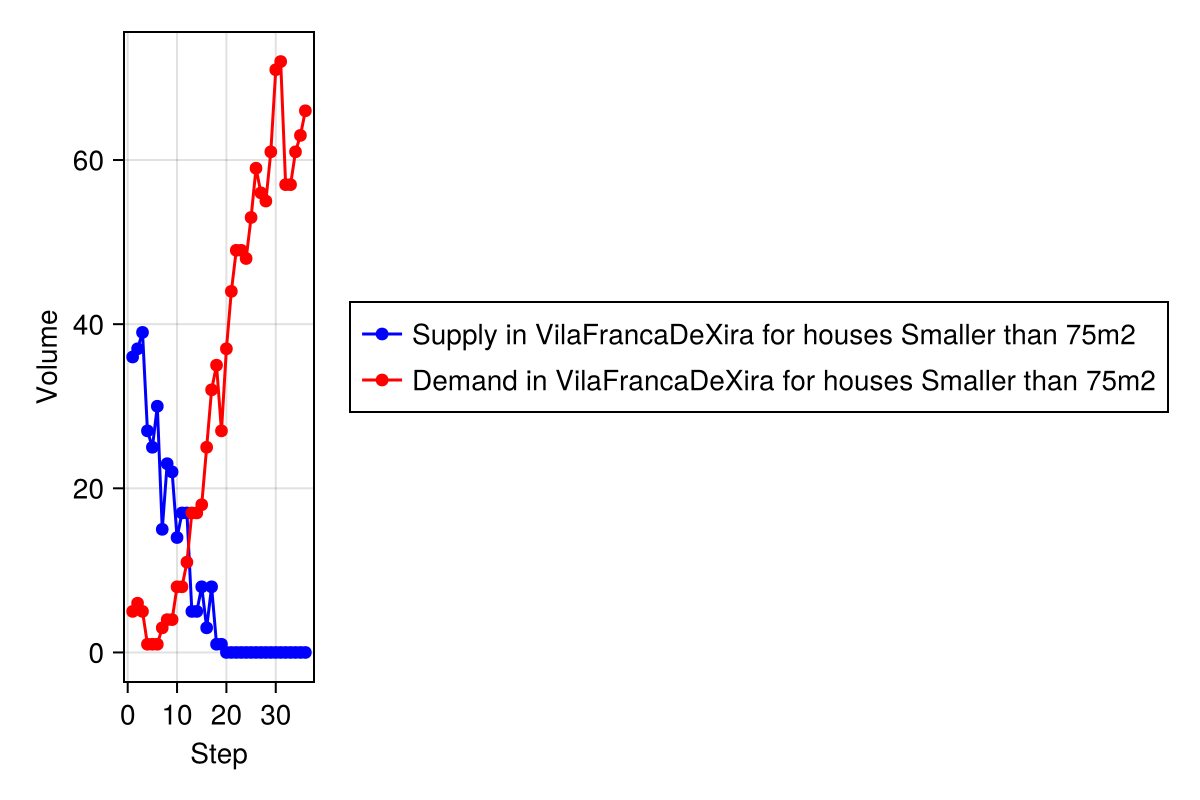 60
40
20
0
Volume
0 10 20 30
Step
Supply in VilaFrancaDeXira for houses Smaller than 75m2
Demand in VilaFrancaDeXira for houses Smaller than 75m2